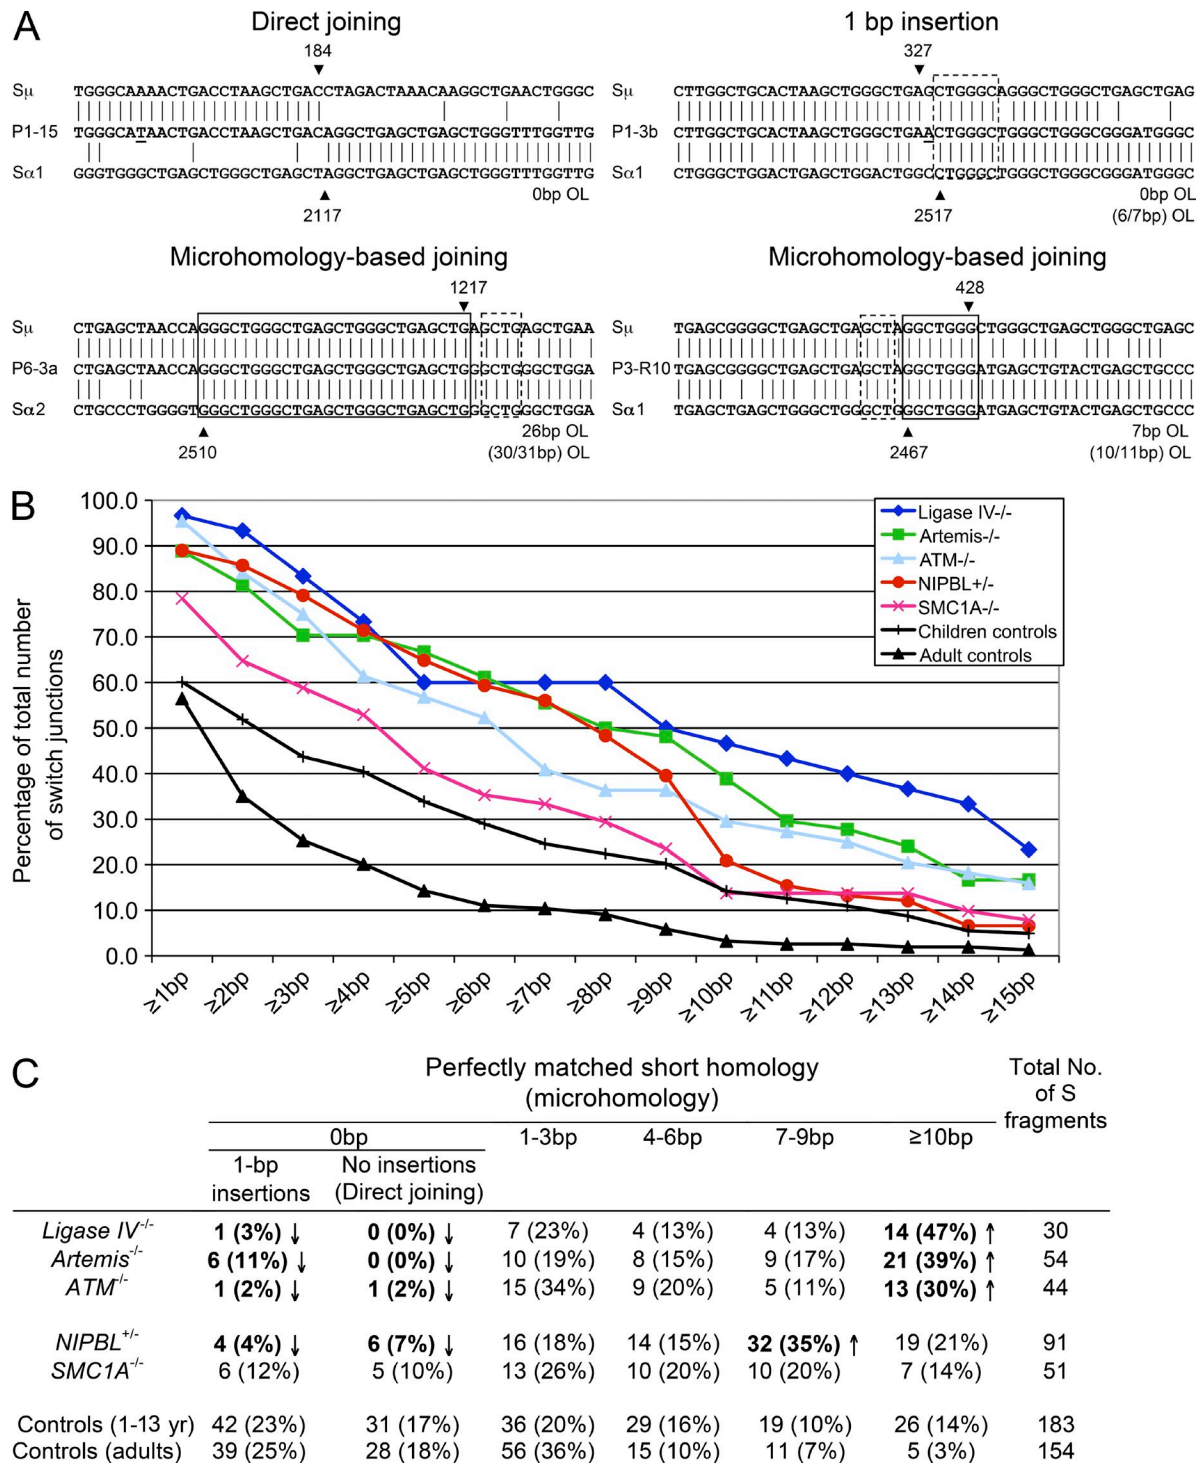 A
Direct joining
184
Sμ TGGGCAAAACTGACCTAAGCTGACCTAGACTAAACAAGGCTGAACTGGGC
P1-15 TGGGCATAACTGACCTAAGCTGACAGGCTGAGCTGAGCTGGGTTTGGTTG
Sα1 GGGTGGGCTGAGCTGGGCTGAGCTAGGCTGAGCTGAGCTGGGTTTGGTTG
0bp OL
2117
1 bp insertion
327
Sμ CTTGGCTGCACTAAGCTGGGCTGAGCTGGGCAGGGCTGGGCTGAGCTGAG
P1-3b CTTGGCTGCACTAAGCTGGGCTGAACTGGGCTGGGCTGGGCGGGATGGGC
Sα1 CTGGGCTGGACTGAGCTGGACTGGCCTGGGCTGGGCTGGGCGGGATGGGC
0bp OL
2517
(6/7bp) OL
Microhomology-based joining
1217
Sμ CTGAGCTAACCAGGGCTGGGCTGAGCTGGGCTGAGCTGAGCTGAGCTGAA
P6-3a CTGAGCTAACCAGGGCTGGGCTGAGCTGGGCTGAGCTGGGCTGGGCTGGA
Sα2 CTGCCCTGGGGTGGGCTGGGCTGAGCTGGGCTGAGCTGGGCTGGGCTGGA
26bp OL
2510
(30/31bp) OL
Microhomology-based joining
428
Sμ TGAGCGGGGCTGAGCTGAGCTAGGCTGGGCTGGGCTGAGCTGGGCTGAGC
P3-R10 TGAGCGGGGCTGAGCTGAGCTAGGCTGGGATGAGCTGTACTGAGCTGCCC
Sα1 TGAGCTGAGCTGGGCTGGGCTGGGCTGGGATGAGCTGTACTGAGCTGCCC
7bp OL
2467
(10/11bp) OL
B
Percentage of total number
of switch junctions
100.0
90.0
80.0
70.0
60.0
50.0
40.0
30.0
20.0
10.0
0.0
Ligase IV-/-
Artemis-/-
ATM-/-
NIPBL+/-
SMC1A-/-
Children controls
Adult controls
≥1bp ≥2bp ≥3bp ≥4bp ≥5bp ≥6bp ≥7bp ≥8bp ≥9bp ≥10bp ≥11bp ≥12bp ≥13bp ≥14bp ≥15bp
C
Perfectly matched short homology
(microhomology)
Total No.
of S
fragments
0bp 1-3bp 4-6bp 7-9bp ≥10bp
1-bp
insertions
No insertions
(Direct joining)
Ligase IV-/- 1 (3%) ↓ 0 (0%) ↓ 7 (23%) 4 (13%) 4 (13%) 14 (47%) ↑ 30
Artemis-/- 6 (11%) ↓ 0 (0%) ↓ 10 (19%) 8 (15%) 9 (17%) 21 (39%) ↑ 54
ATM-/- 1 (2%) ↓ 1 (2%) ↓ 15 (34%) 9 (20%) 5 (11%) 13 (30%) ↑ 44
NIPBL+/- 4 (4%) ↓ 6 (7%) ↓ 16 (18%) 14 (15%) 32 (35%) ↑ 19 (21%) 91
SMC1A-/- 6 (12%) 5 (10%) 13 (26%) 10 (20%) 10 (20%) 7 (14%) 51
Controls (1-13 yr) 42 (23%) 31 (17%) 36 (20%) 29 (16%) 19 (10%) 26 (14%) 183
Controls (adults) 39 (25%) 28 (18%) 56 (36%) 15 (10%) 11 (7%) 5 (3%) 154